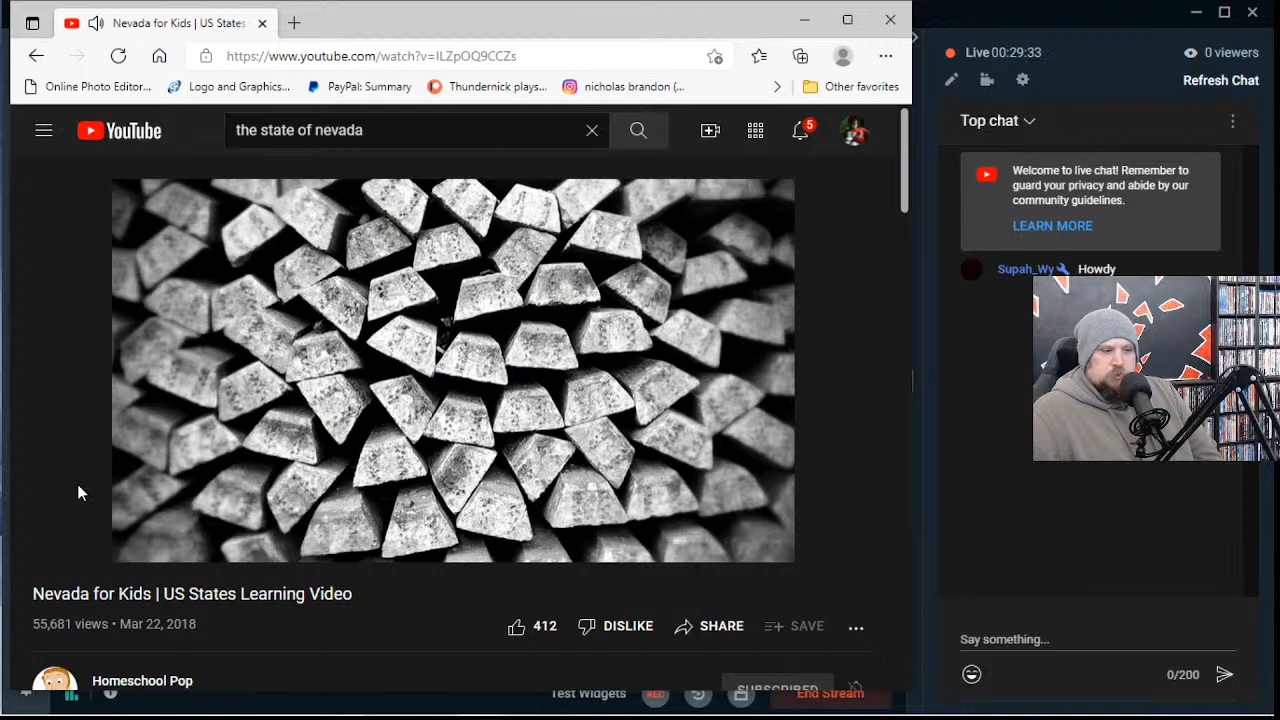 Nevada for Kids | US States
https://www.youtube.com/watch?v=ILZpOQ9CCZs
Online Photo Editor...
Logo and Graphics...
PayPal: Summary
Thundernick plays...
nicholas brandon (...
Other favorites
YouTube
the state of nevada
5
Nevada for Kids | US States Learning Video
55,681 views • Mar 22, 2018
412
DISLIKE
SHARE
SAVE
Homeschool Pop
SUBSCRIBED
Test Widgets
REC
End Stream
Live 00:29:33
0 viewers
Refresh Chat
Top chat
Welcome to live chat! Remember to
guard your privacy and abide by our
community guidelines.
LEARN MORE
Supah_Wy Howdy
Say something...
0/200